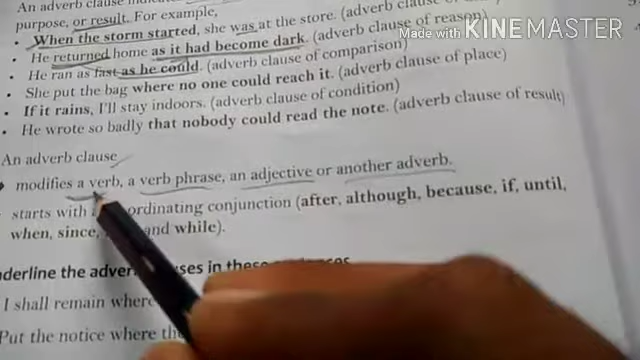 An adverb clause
purpose, or result. For example,
• When the storm started, she was at the store. (adverb clause
• He returned home as it had become dark. (adverb clause of reason)
• He ran as fast as he could. (adverb clause of comparison)
• She put the bag where no one could reach it. (adverb clause of place)
• If it rains, I'll stay indoors. (adverb clause of condition)
• He wrote so badly that nobody could read the note. (adverb clause of result)
An adverb clause
modifies a verb, a verb phrase, an adjective or another adverb.
starts with ordinating conjunction (after, although, because, if, until,
when, since, and while).
derline the adver ses in these sentences
I shall remain where
Put the notice where th
Made with KINEMASTER